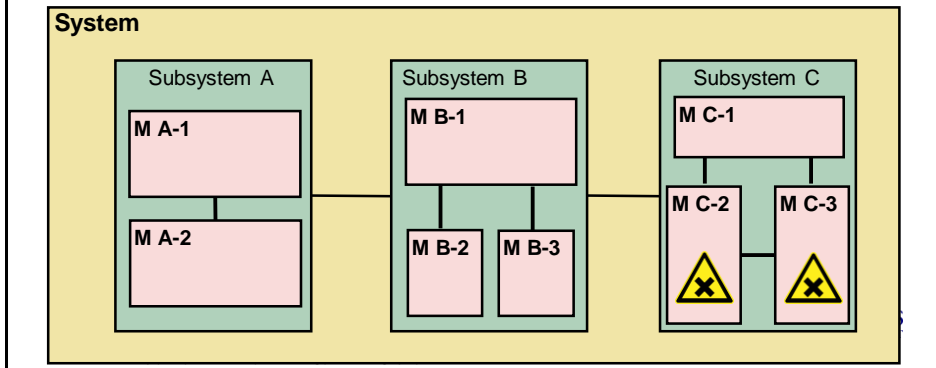 System
Subsystem A
Subsystem B
Subsystem C
M A-1
M B-1
M C-1
M A-2
M B-2
M B-3
M C-2
M C-3